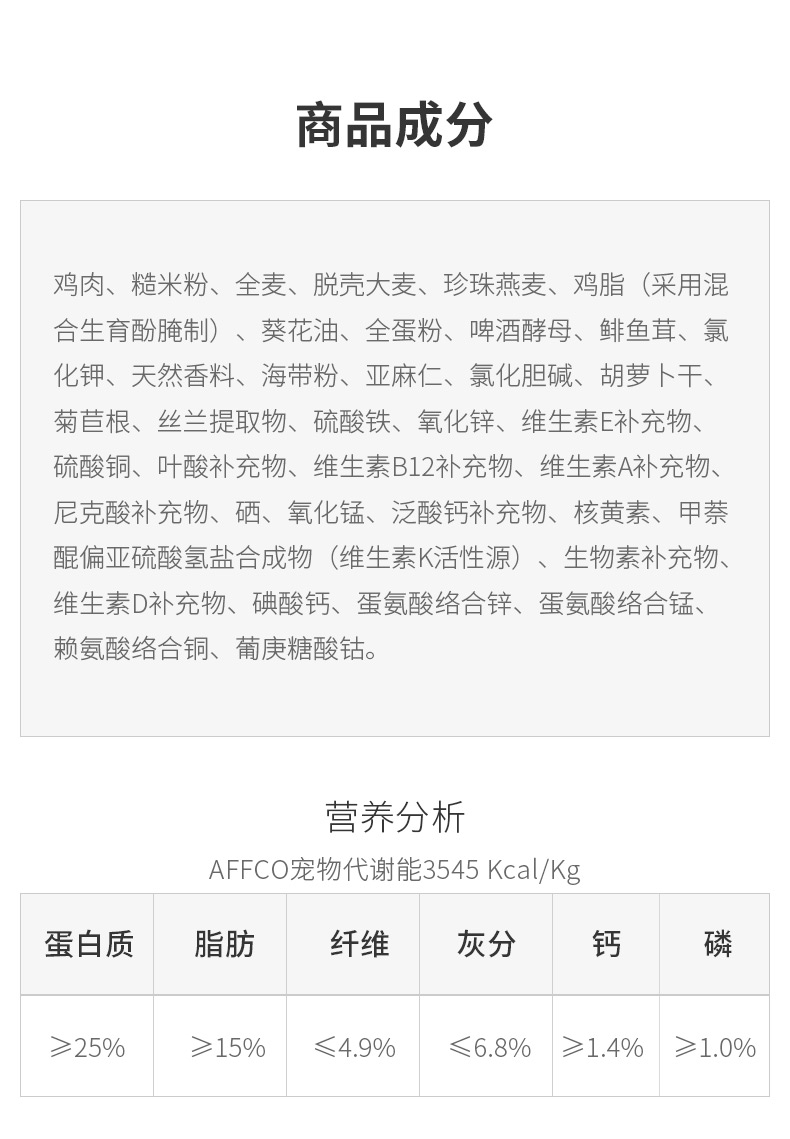 商品成分
鸡肉、糙米粉、全麦、脱壳大麦、珍珠燕麦、鸡脂（采用混
合生育酚腌制）、葵花油、全蛋粉、啤酒酵母、鲱鱼茸、氯
化钾、天然香料、海带粉、亚麻仁、氯化胆碱、胡萝卜干、
菊苣根、丝兰提取物、硫酸铁、氧化锌、维生素E补充物、
硫酸铜、叶酸补充物、维生素B12补充物、维生素A补充物、
尼克酸补充物、硒、氧化锰、泛酸钙补充物、核黄素、甲萘
醌偏亚硫酸氢盐合成物（维生素K活性源）、生物素补充物、
维生素D补充物、碘酸钙、蛋氨酸络合锌、蛋氨酸络合锰、
赖氨酸络合铜、葡庚糖酸钴。
营养分析
AFFCO宠物代谢能3545 Kcal/Kg
蛋白质 脂肪 纤维 灰分 钙 磷
⩾25% ⩾15% ⩽4.9% ⩽6.8% ⩾1.4% ⩾1.0%